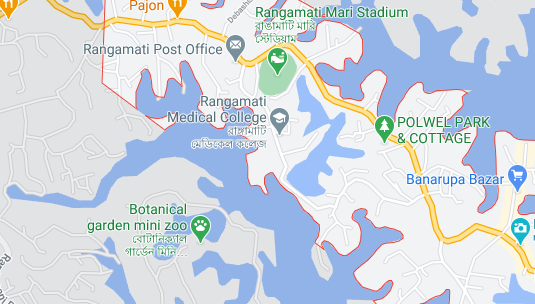 Pajon
Debashi
Rangamati Mari Stadium
রাঙামাটি মারি
স্টেডিয়াম
Rangamati Post Office
Rangamati
Medical College
রাঙ্গামাটি
মেডিকেল কলেজ
POLWEL PARK
& COTTAGE
Banarupa Bazar
Botanical
garden mini zoo
বোটানিক্যাল
গার্ডেন মিনি ...